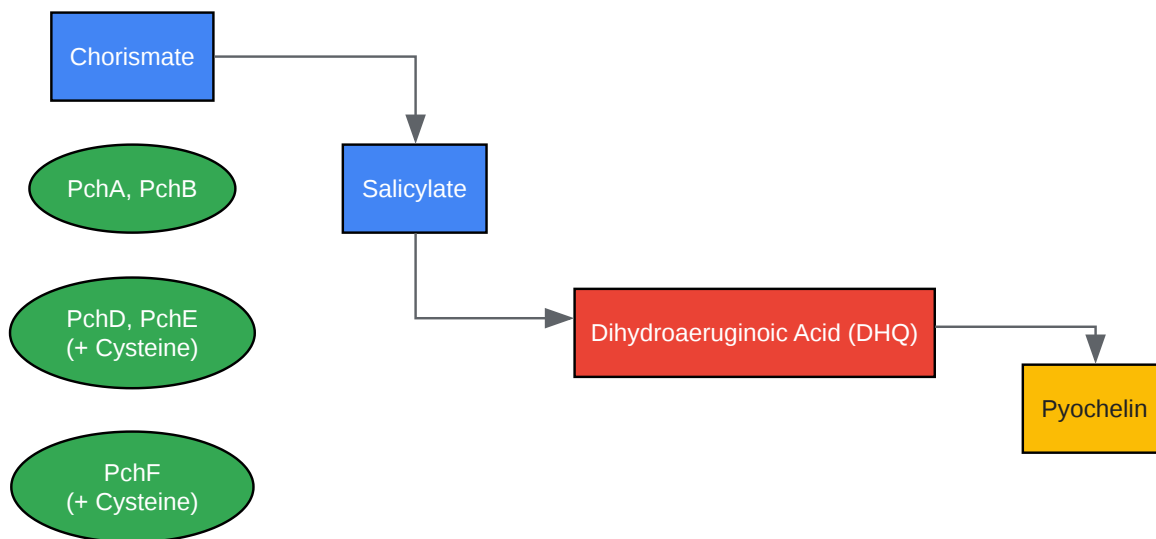 Chorismate
PchA, PchB
Salicylate
PchD, PchE
(+ Cysteine)
Dihydroaeruginoic Acid (DHQ)
Pyochelin
PchF
(+ Cysteine)